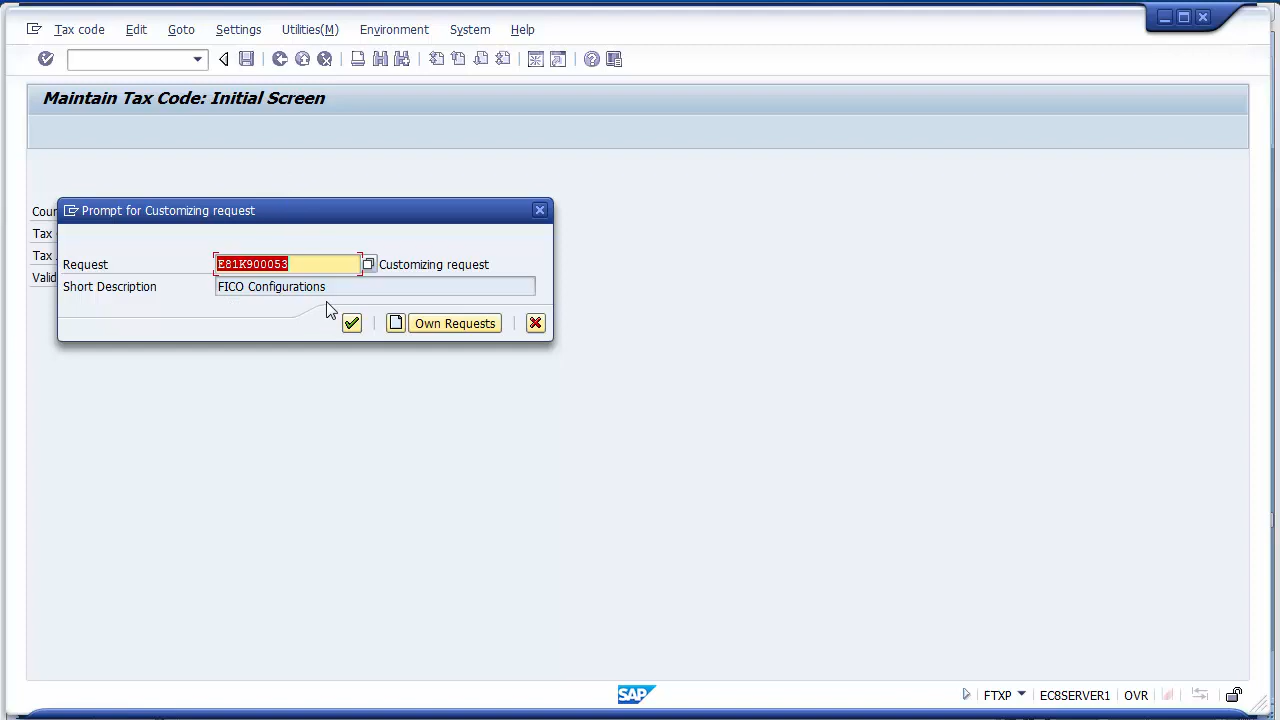 Tax code Edit Goto Settings Utilities(M) Environment System Help
Maintain Tax Code: Initial Screen
Cour
Tax
Tax
Valid
Prompt for Customizing request
Request E81K900053 Customizing request
Short Description FICO Configurations
Own Requests
SAP FTXP EC8SERVER1 OVR